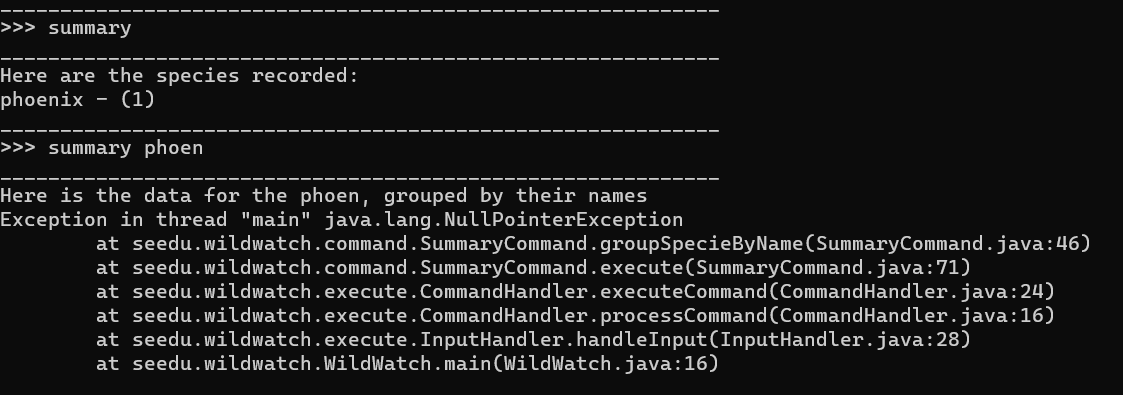 ____________________________________________________________
>>> summary
____________________________________________________________
Here are the species recorded:
phoenix - (1)
____________________________________________________________
>>> summary phoen
____________________________________________________________
Here is the data for the phoen, grouped by their names
Exception in thread "main" java.lang.NullPointerException
        at seedu.wildwatch.command.SummaryCommand.groupSpecieByName(SummaryCommand.java:46)
        at seedu.wildwatch.command.SummaryCommand.execute(SummaryCommand.java:71)
        at seedu.wildwatch.execute.CommandHandler.executeCommand(CommandHandler.java:24)
        at seedu.wildwatch.execute.CommandHandler.processCommand(CommandHandler.java:16)
        at seedu.wildwatch.execute.InputHandler.handleInput(InputHandler.java:28)
        at seedu.wildwatch.WildWatch.main(WildWatch.java:16)